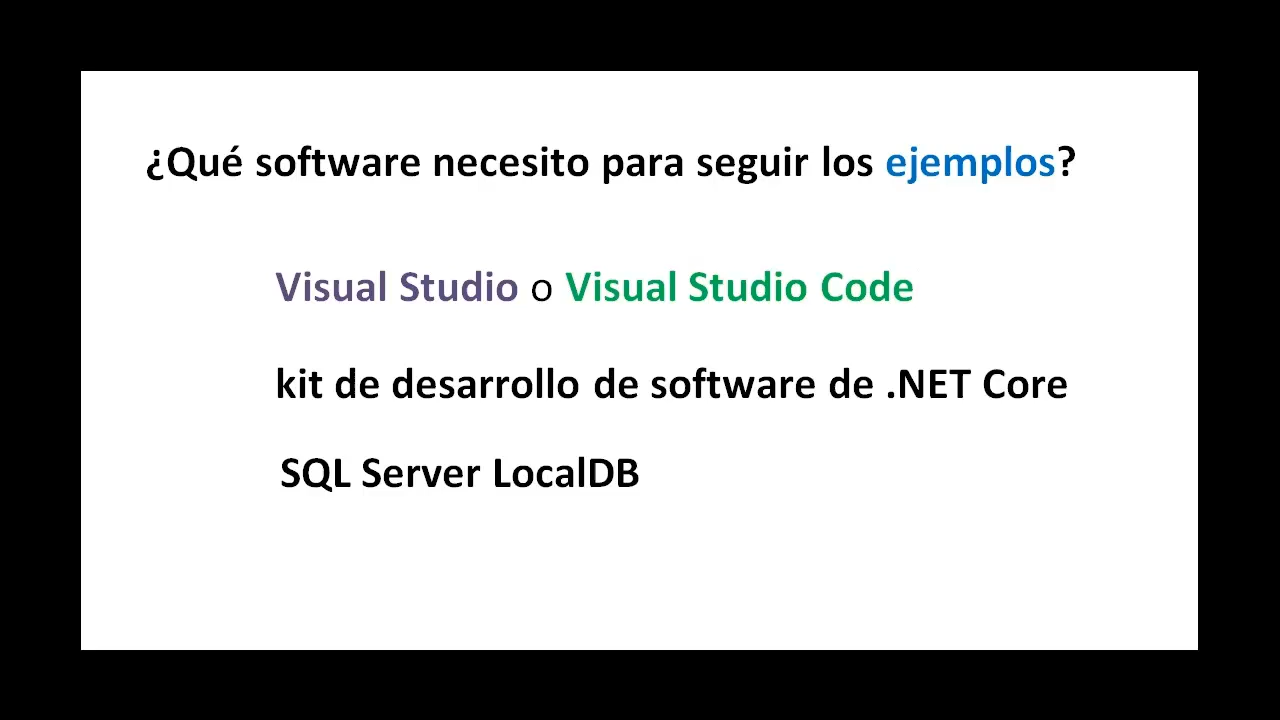 ¿Qué software necesito para seguir los ejemplos?
Visual Studio o Visual Studio Code
kit de desarrollo de software de .NET Core
SQL Server LocalDB